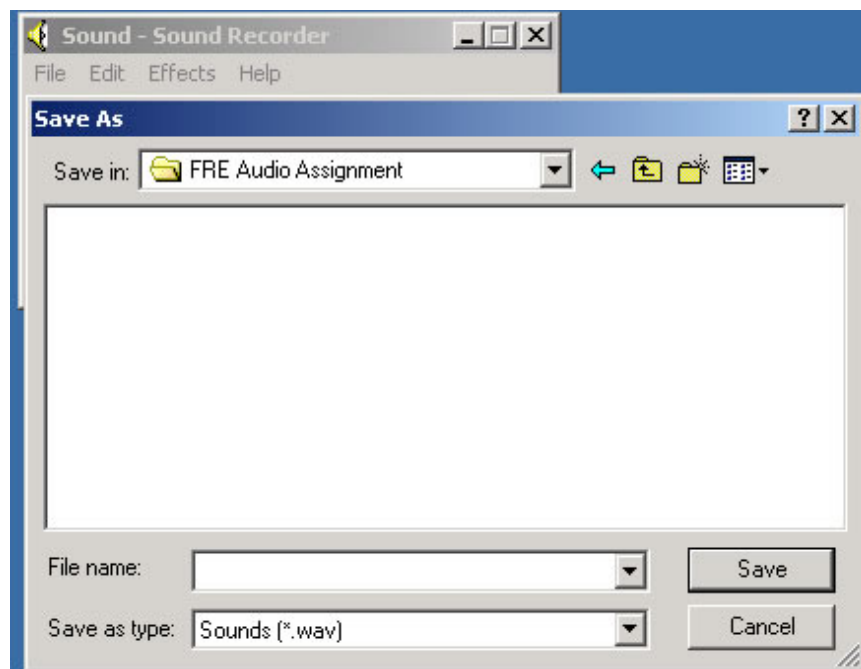 Sound - Sound Recorder
File Edit Effects Help
Save As
Save in: FRE Audio Assignment
File name: Save
Save as type: Sounds (*.wav) Cancel